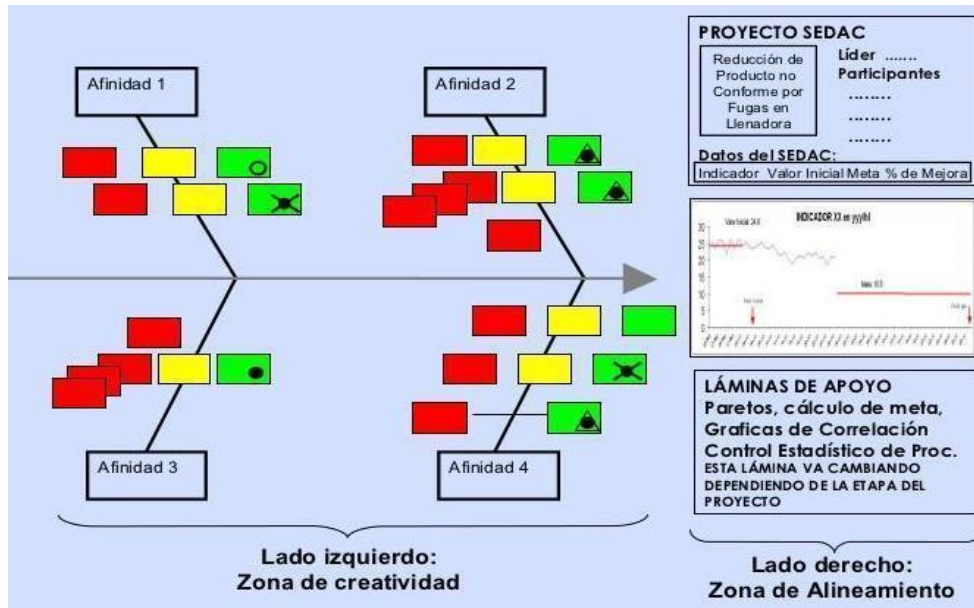 Afinidad 1
Afinidad 2
Afinidad 3
Afinidad 4
Lado izquierdo:
Zona de creatividad
PROYECTO SEDAC
Reducción de
Producto no
Conforme por
Fugas en
Llenadora
Líder .......
Participantes
........
........
........
Datos del SEDAC:
Indicador Valor Inicial Meta % de Mejora
INDICADOR XX en
Valor Inicial
Meta
LÁMINAS DE APOYO
Paretos, cálculo de meta,
Graficas de Correlación
Control Estadístico de Proc.
ESTA LÁMINA VA CAMBIANDO
DEPENDIENDO DE LA ETAPA DEL
PROYECTO
Lado derecho:
Zona de Alineamiento